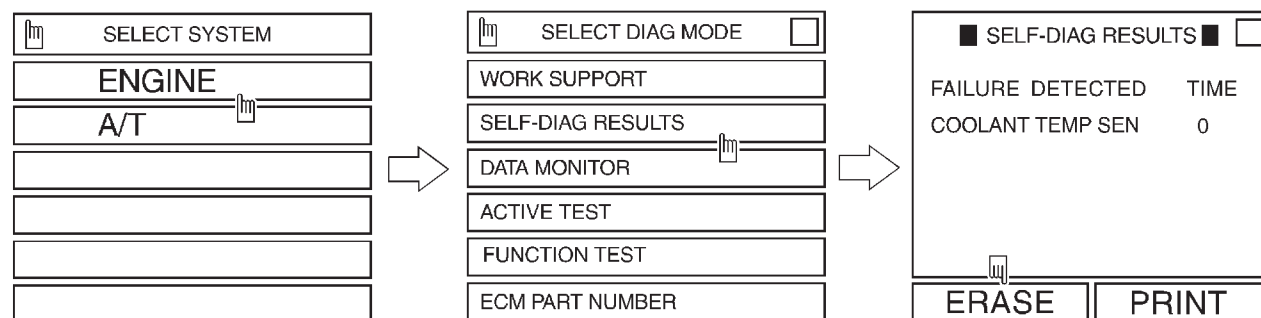 SELECT SYSTEM
ENGINE
A/T
SELECT DIAG MODE
WORK SUPPORT
SELF-DIAG RESULTS
DATA MONITOR
ACTIVE TEST
FUNCTION TEST
ECM PART NUMBER
SELF-DIAG RESULTS
FAILURE DETECTED TIME
COOLANT TEMP SEN 0
ERASE PRINT